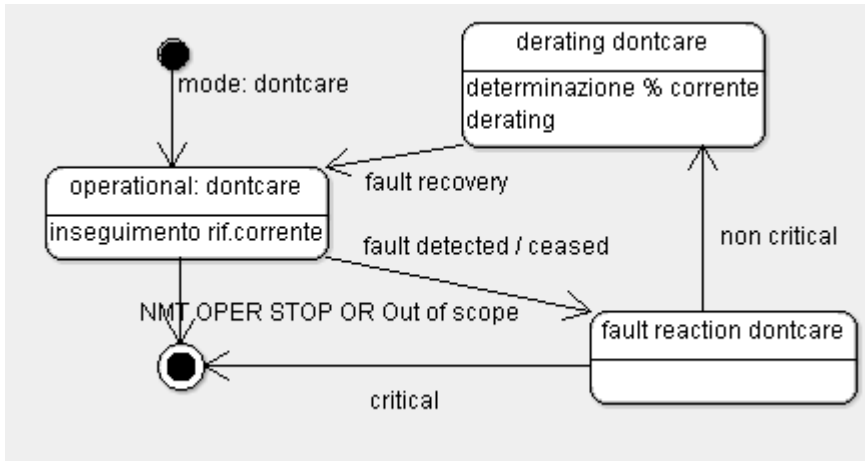 derating dontcare
mode: dontcare
determinazione % corrente
derating
operational: dontcare
fault recovery
inseguimento rif.corrente
fault detected / ceased
non critical
NMT OPER STOP OR Out of scope
fault reaction dontcare
critical